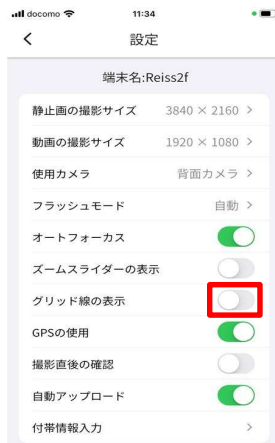 docomo 11:34
設定
端末名:Reiss2f
静止画の撮影サイズ 3840 × 2160
動画の撮影サイズ 1920 × 1080
使用カメラ 背面カメラ
フラッシュモード 自動
オートフォーカス
ズームスライダーの表示
グリッド線の表示
GPSの使用
撮影直後の確認
自動アップロード
付帯情報入力